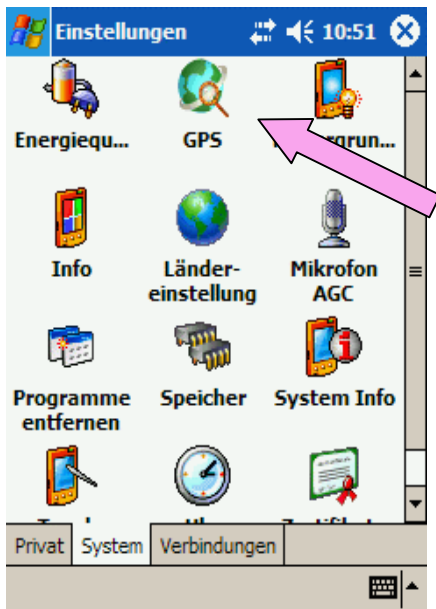 Einstellungen 10:51
Energiequ... GPS
Info Länder-
einstellung Mikrofon
AGC
Programme
entfernen Speicher System Info
Privat System Verbindungen